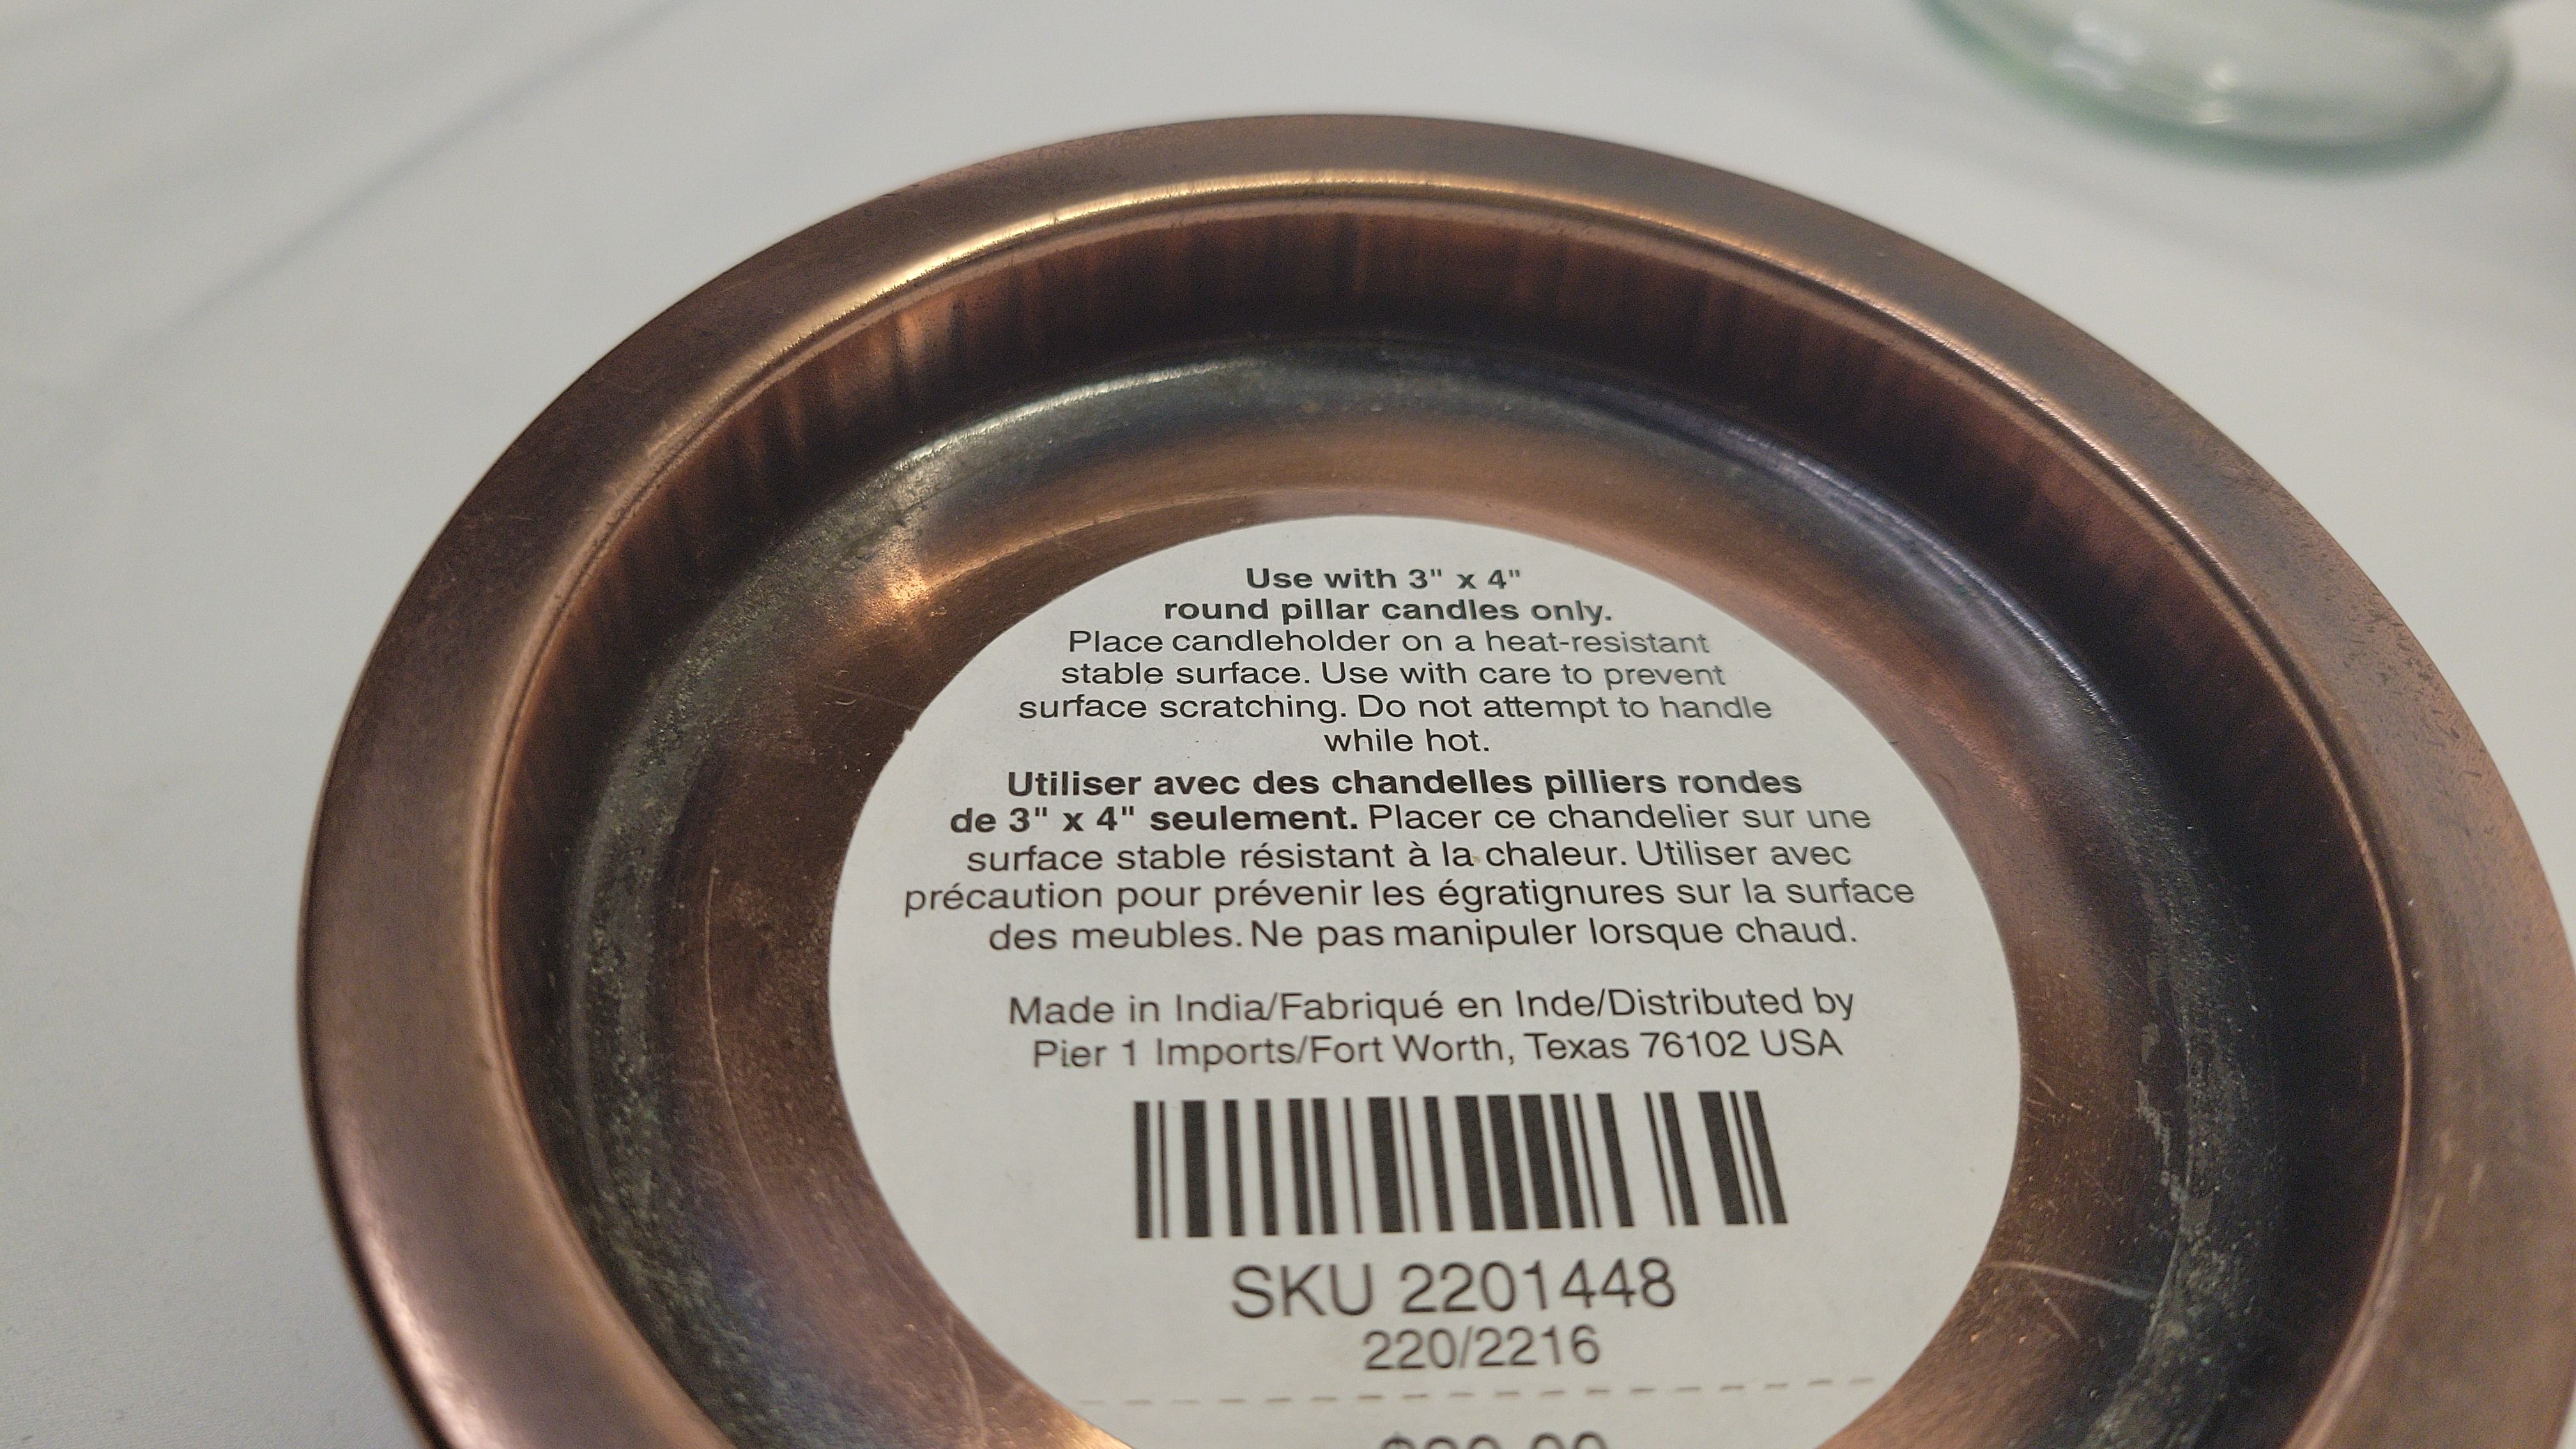 Use with 3" x 4"
round pillar candles only.
Place candleholder on a heat-resistant
stable surface. Use with care to prevent
surface scratching. Do not attempt to handle
while hot.
Utiliser avec des chandelles pilliers rondes
de 3" x 4" seulement. Placer ce chandelier sur une
surface stable résistant à la chaleur. Utiliser avec
précaution pour prévenir les égratignures sur la surface
des meubles. Ne pas manipuler lorsque chaud.
Made in India/Fabriqué en Inde/Distributed by
Pier 1 Imports/Fort Worth, Texas 76102 USA
SKU 2201448
220/2216